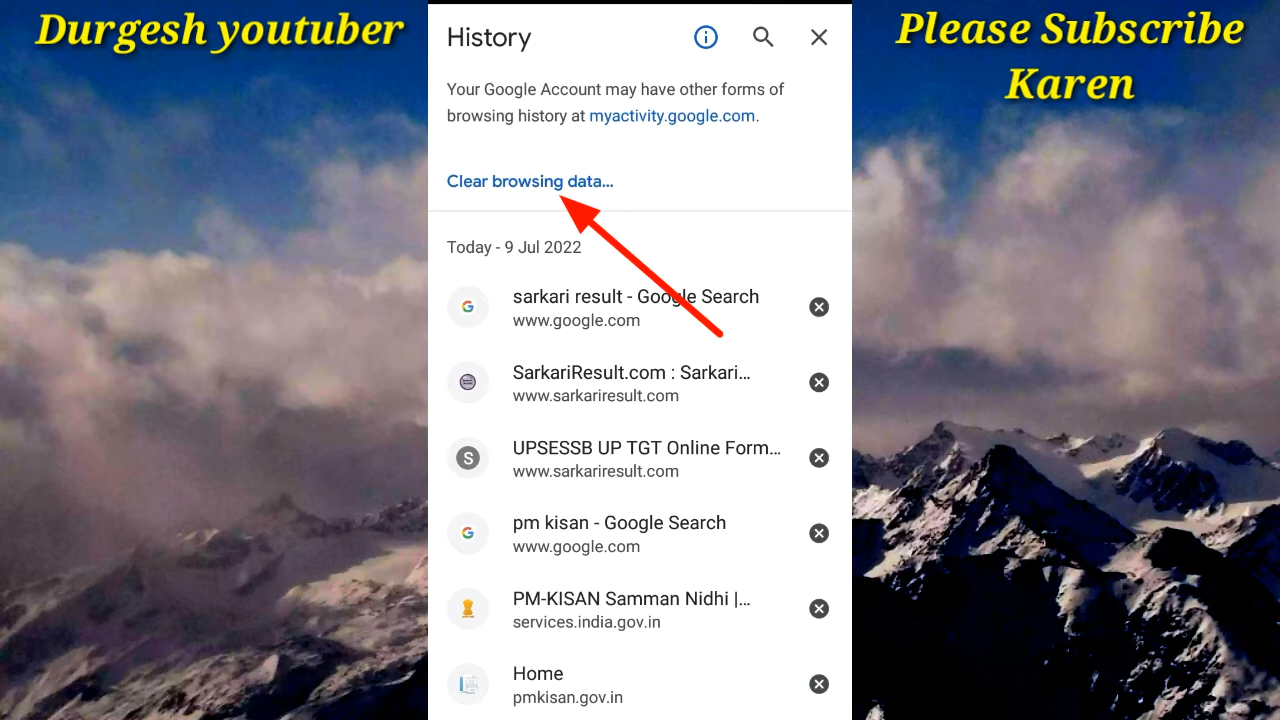 Durgesh youtuber
Please Subscribe
Karen
History
Your Google Account may have other forms of
browsing history at myactivity.google.com.
Clear browsing data...
Today - 9 Jul 2022
sarkari result - Google Search
www.google.com
SarkariResult.com : Sarkari...
www.sarkariresult.com
S
UPSESSB UP TGT Online Form...
www.sarkariresult.com
pm kisan - Google Search
www.google.com
PM-KISAN Samman Nidhi |...
services.india.gov.in
Home
pmkisan.gov.in